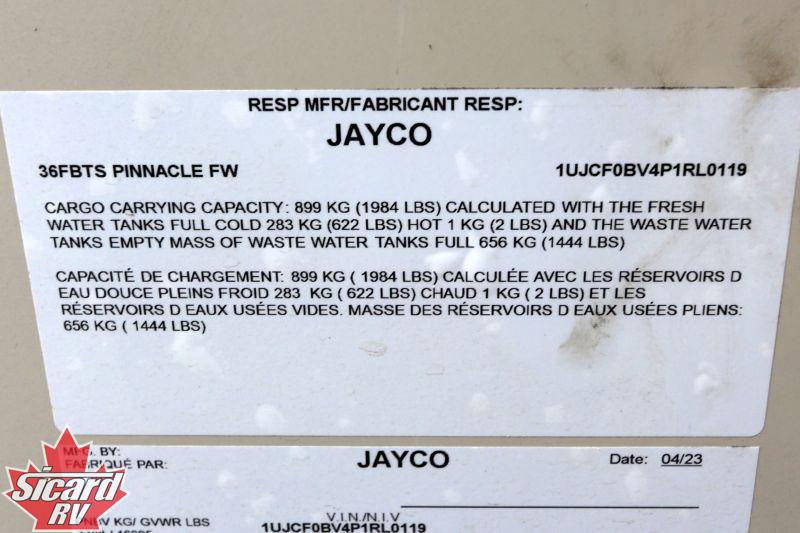 RESP MFR/FABRICANT RESP:
JAYCO
36FBTS PINNACLE FW 1UJCF0BV4P1RL0119
CARGO CARRYING CAPACITY: 899 KG (1984 LBS) CALCULATED WITH THE FRESH
WATER TANKS FULL COLD 283 KG (622 LBS) HOT 1 KG (2 LBS) AND THE WASTE WATER
TANKS EMPTY MASS OF WASTE WATER TANKS FULL 656 KG (1444 LBS)
CAPACITÉ DE CHARGEMENT: 899 KG ( 1984 LBS) CALCULÉE AVEC LES RÉSERVOIRS D
EAU DOUCE PLEINS FROID 283 KG ( 622 LBS) CHAUD 1 KG ( 2 LBS) ET LES
RÉSERVOIRS D EAUX USÉES VIDES. MASSE DES RÉSERVOIRS D EAUX USÉES PLIENS:
656 KG ( 1444 LBS)
MFG. BY: JAYCO Date: 04/23
FABRIQUÉ PAR:
V.I.N./N.I.V
KG/ GVWR LBS 1UJCF0BV4P1RL0119
Sicard
RV